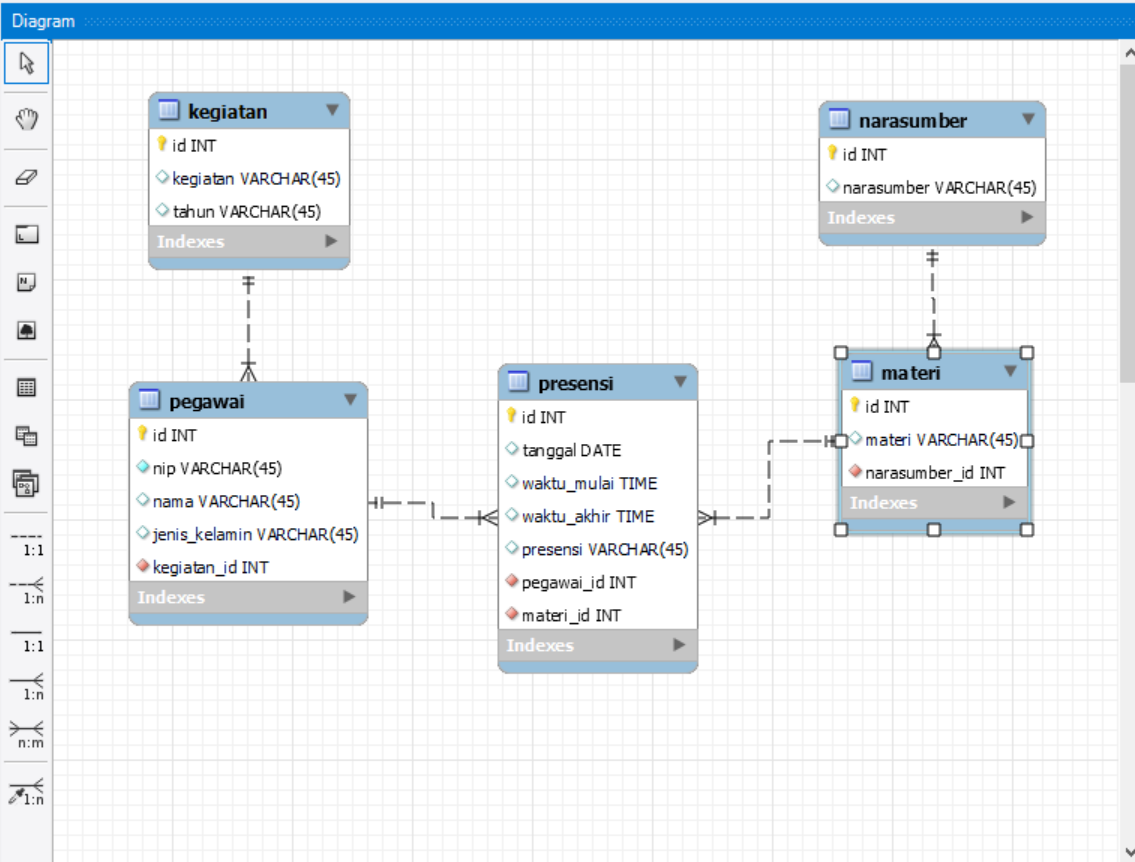 Diagram
kegiatan
id INT
kegiatan VARCHAR(45)
tahun VARCHAR(45)
Indexes
narasumber
id INT
narasumber VARCHAR(45)
Indexes
pegawai
id INT
nip VARCHAR(45)
nama VARCHAR(45)
jenis_kelamin VARCHAR(45)
kegiatan_id INT
Indexes
presensi
id INT
tanggal DATE
waktu_mulai TIME
waktu_akhir TIME
presensi VARCHAR(45)
pegawai_id INT
materi_id INT
Indexes
materi
id INT
materi VARCHAR(45)
narasumber_id INT
Indexes
1:1
1:n
1:1
1:n
n:m
1:n